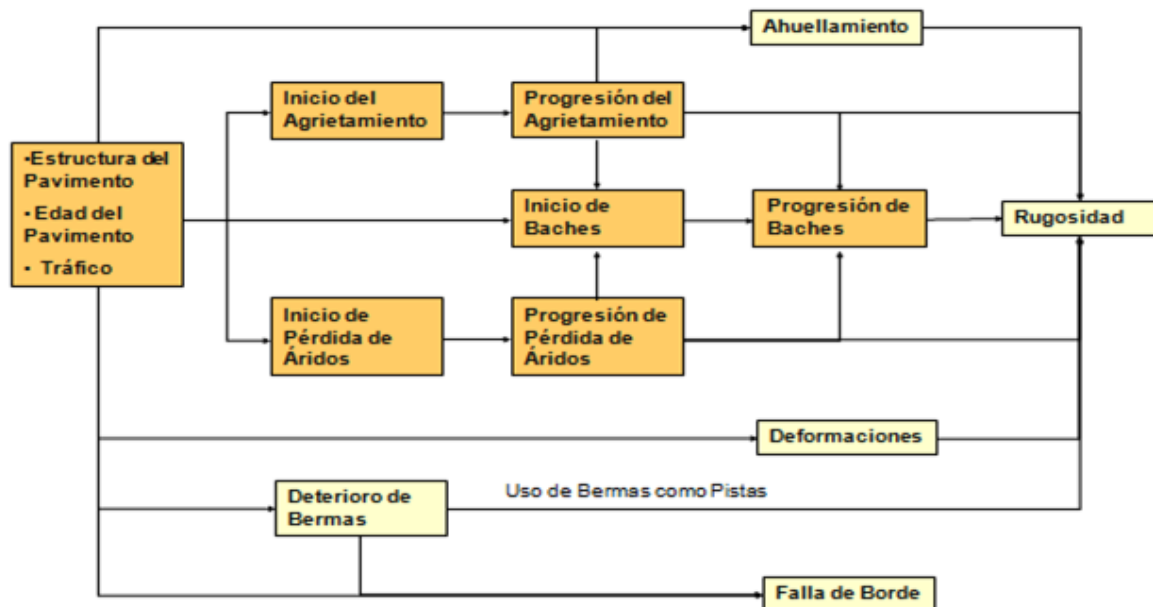 Ahuellamiento
Inicio del
Agrietamiento
Progresión del
Agrietamiento
•Estructura del
Pavimento
• Edad del
Pavimento
• Tráfico
Inicio de
Baches
Progresión de
Baches
Rugosidad
Inicio de
Pérdida de
Áridos
Progresión de
Pérdida de
Áridos
Deformaciones
Deterioro de
Bermas
Uso de Bermas como Pistas
Falla de Borde